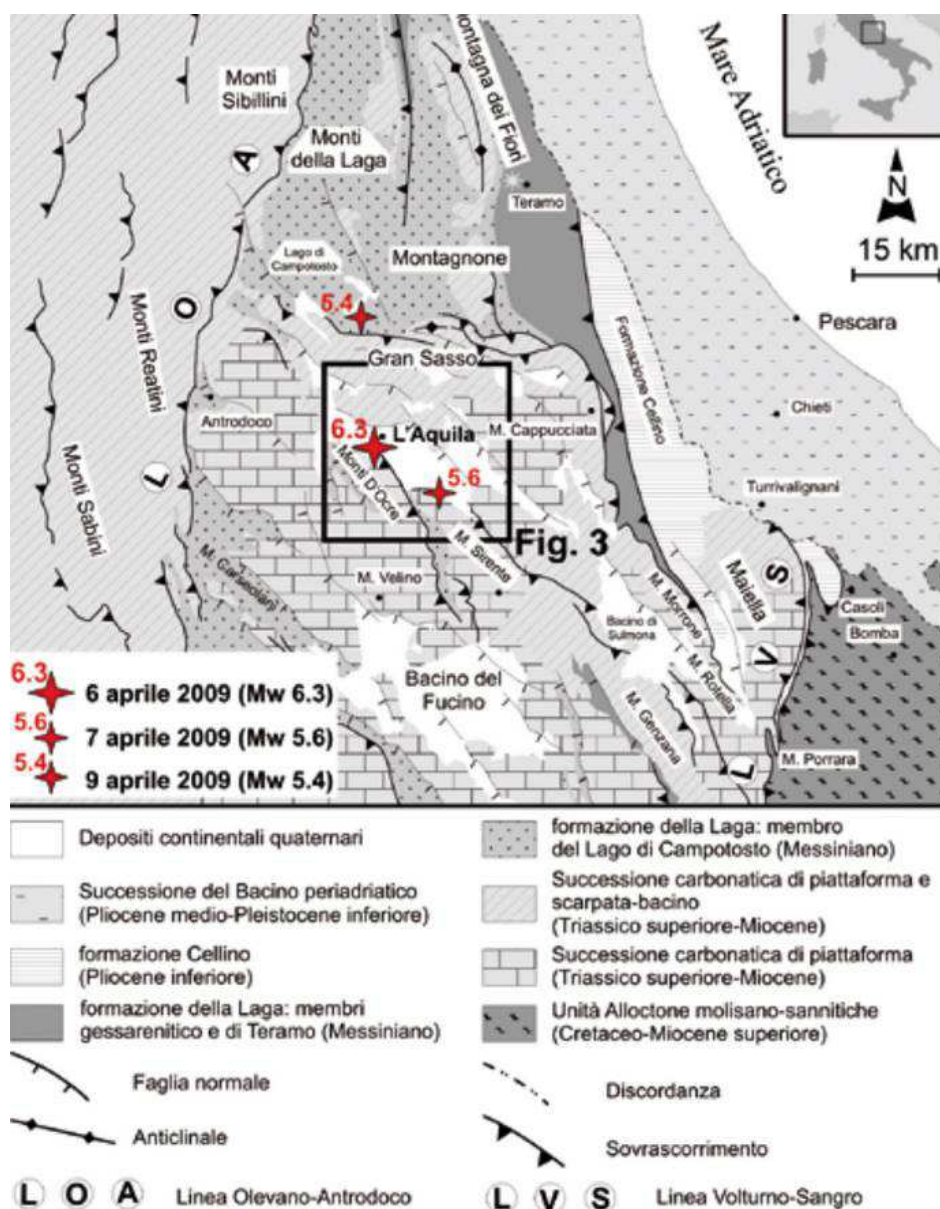 Montagna dei Fiori
Mare Adriatico
Monti
Sibillini
A
Monti
della Laga
Teramo
N
15 km
Lago di
Campotosto
Montagnone
O
5.4
Formazione Cellino
Pescara
Monti Reatini
Gran Sasso
Antrodoco
6.3
L'Aquila
M. Cappucciata
Chieti
L
Monti D'Ocre
5.6
Turrivalignani
Monti Sabini
Fig. 3
M. Sirente
M. Carseolani
M. Velino
M. Morrone
Maiella
S
Casoli
Bomba
Bacino di
Sulmona
V
M. Rotella
Bacino del
Fucino
M. Genzana
L
M. Porrara
6.3
6 aprile 2009 (Mw 6.3)
5.6
7 aprile 2009 (Mw 5.6)
5.4
9 aprile 2009 (Mw 5.4)
Depositi continentali quaternari
Successione del Bacino periadriatico
(Pliocene medio-Pleistocene inferiore)
formazione Cellino
(Pliocene inferiore)
formazione della Laga: membri
gessarenitico e di Teramo (Messiniano)
Faglia normale
Anticlinale
L O A Linea Olevano-Antrodoco
formazione della Laga: membro
del Lago di Campotosto (Messiniano)
Successione carbonatica di piattaforma e
scarpata-bacino
(Triassico superiore-Miocene)
Successione carbonatica di piattaforma
(Triassico superiore-Miocene)
Unità Alloctone molisano-sannitiche
(Cretaceo-Miocene superiore)
Discordanza
Sovrascorrimento
L V S Linea Volturno-Sangro